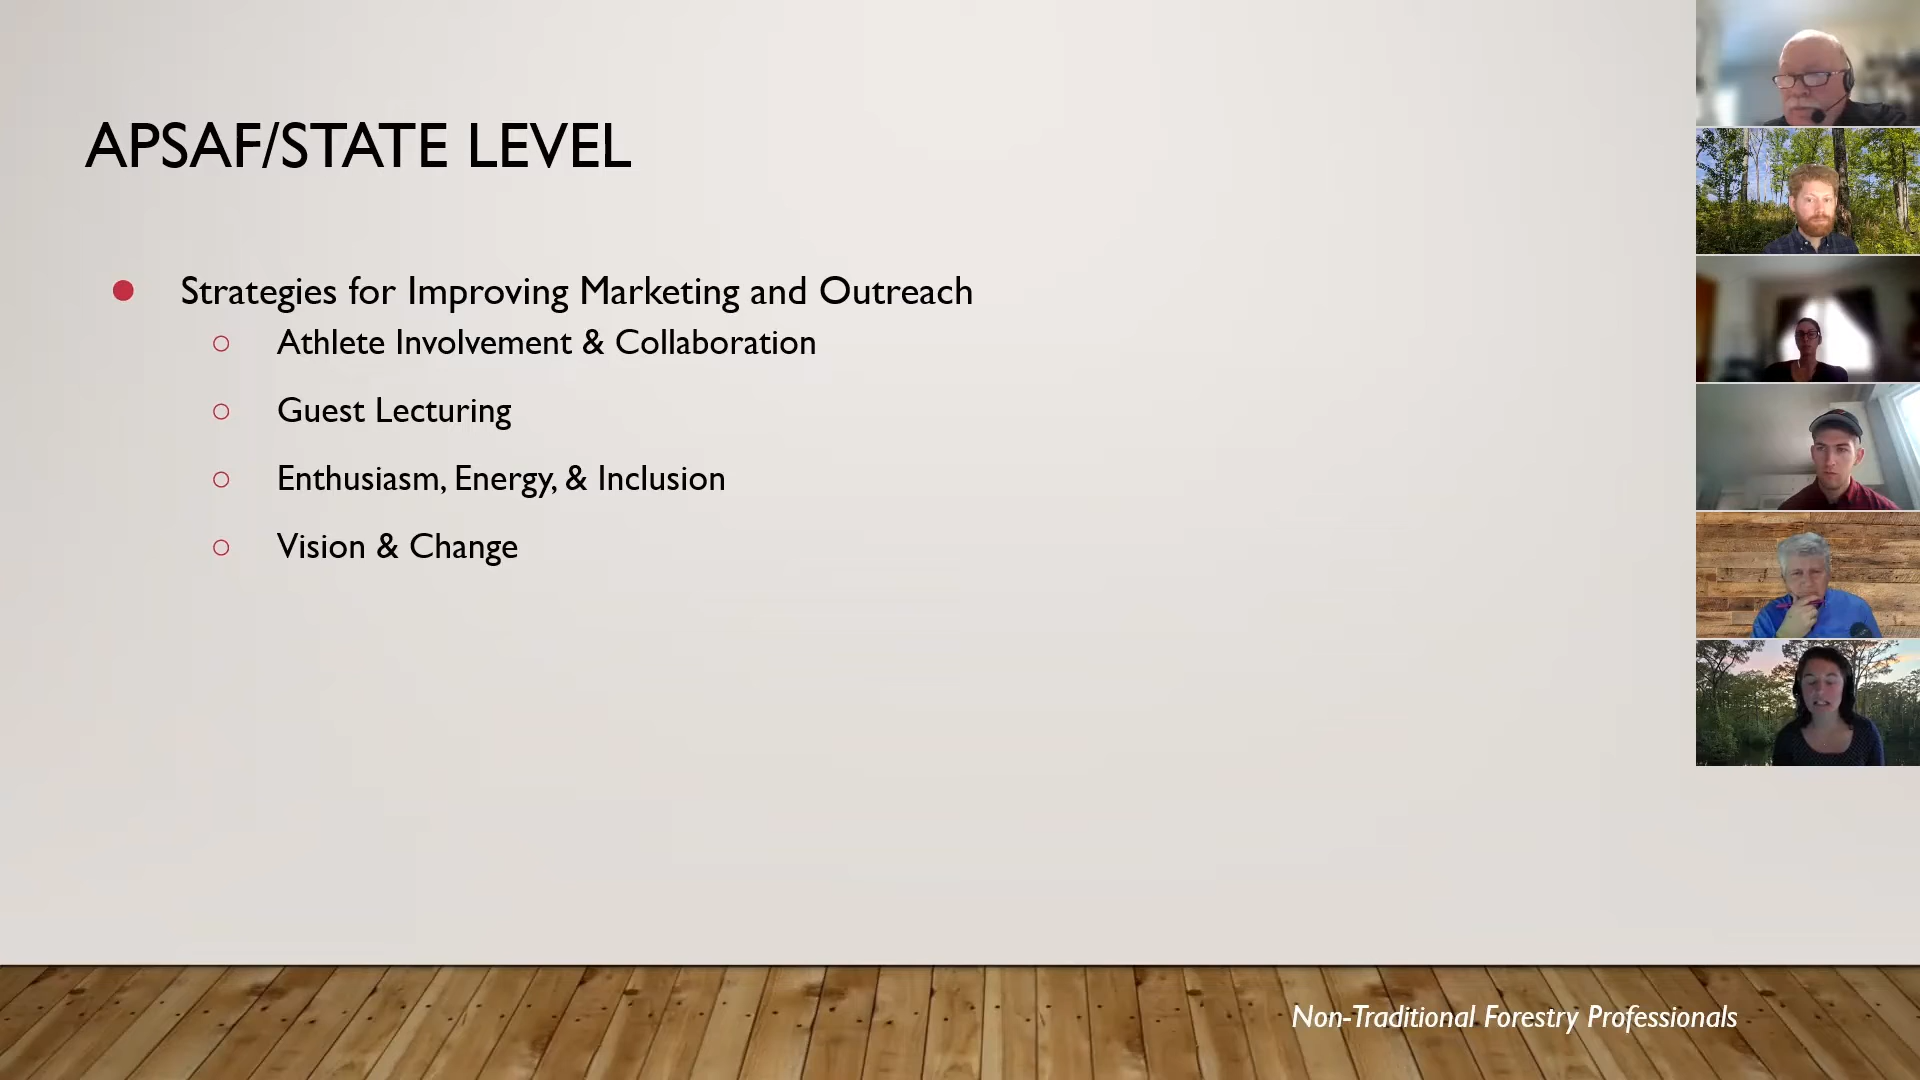 APSAF/STATE LEVEL
Strategies for Improving Marketing and Outreach
Athlete Involvement & Collaboration
Guest Lecturing
Enthusiasm, Energy, & Inclusion
Vision & Change
Non-Traditional Forestry Professionals